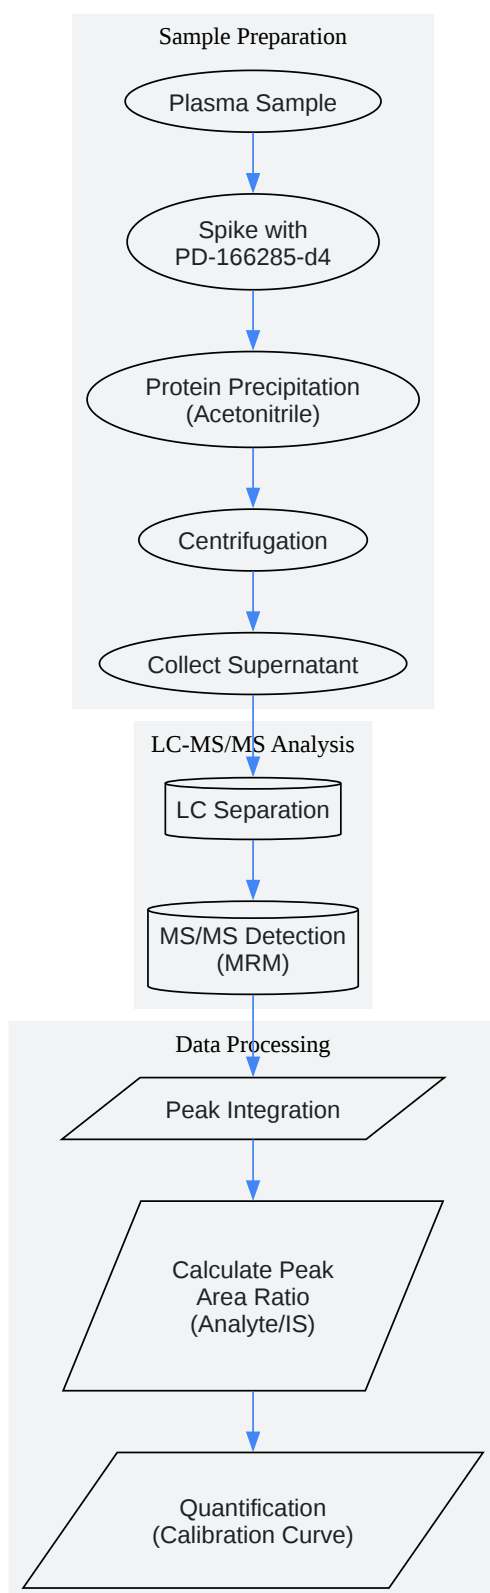 Sample Preparation
Plasma Sample
Spike with
PD-166285-d4
Protein Precipitation
(Acetonitrile)
Centrifugation
Collect Supernatant
LC-MS/MS Analysis
LC Separation
MS/MS Detection
(MRM)
Data Processing
Peak Integration
Calculate Peak
Area Ratio
(Analyte/IS)
Quantification
(Calibration Curve)